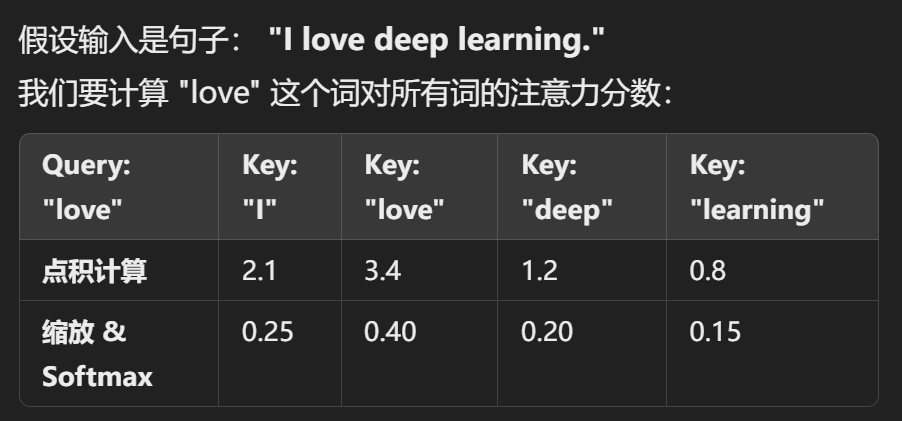 假设输入是句子： "I love deep learning."
我们要计算 "love" 这个词对所有词的注意力分数：
Query: "love" Key: "I" Key: "love" Key: "deep" Key: "learning"
点积计算 2.1 3.4 1.2 0.8
缩放 & Softmax 0.25 0.40 0.20 0.15